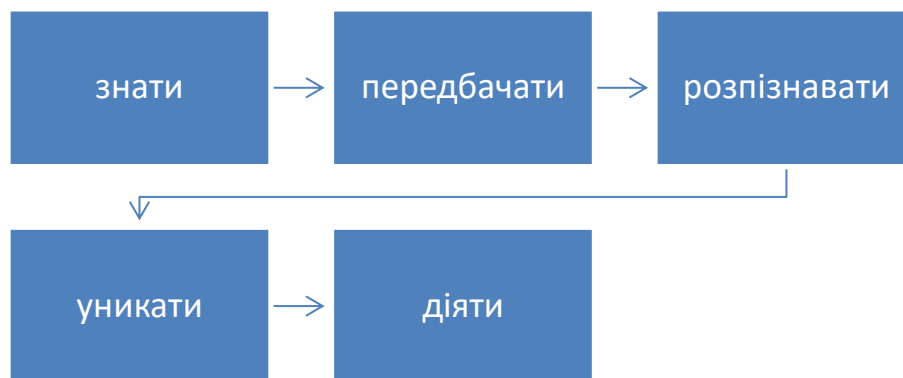 знати
передбачати
розпізнавати
уникати
діяти